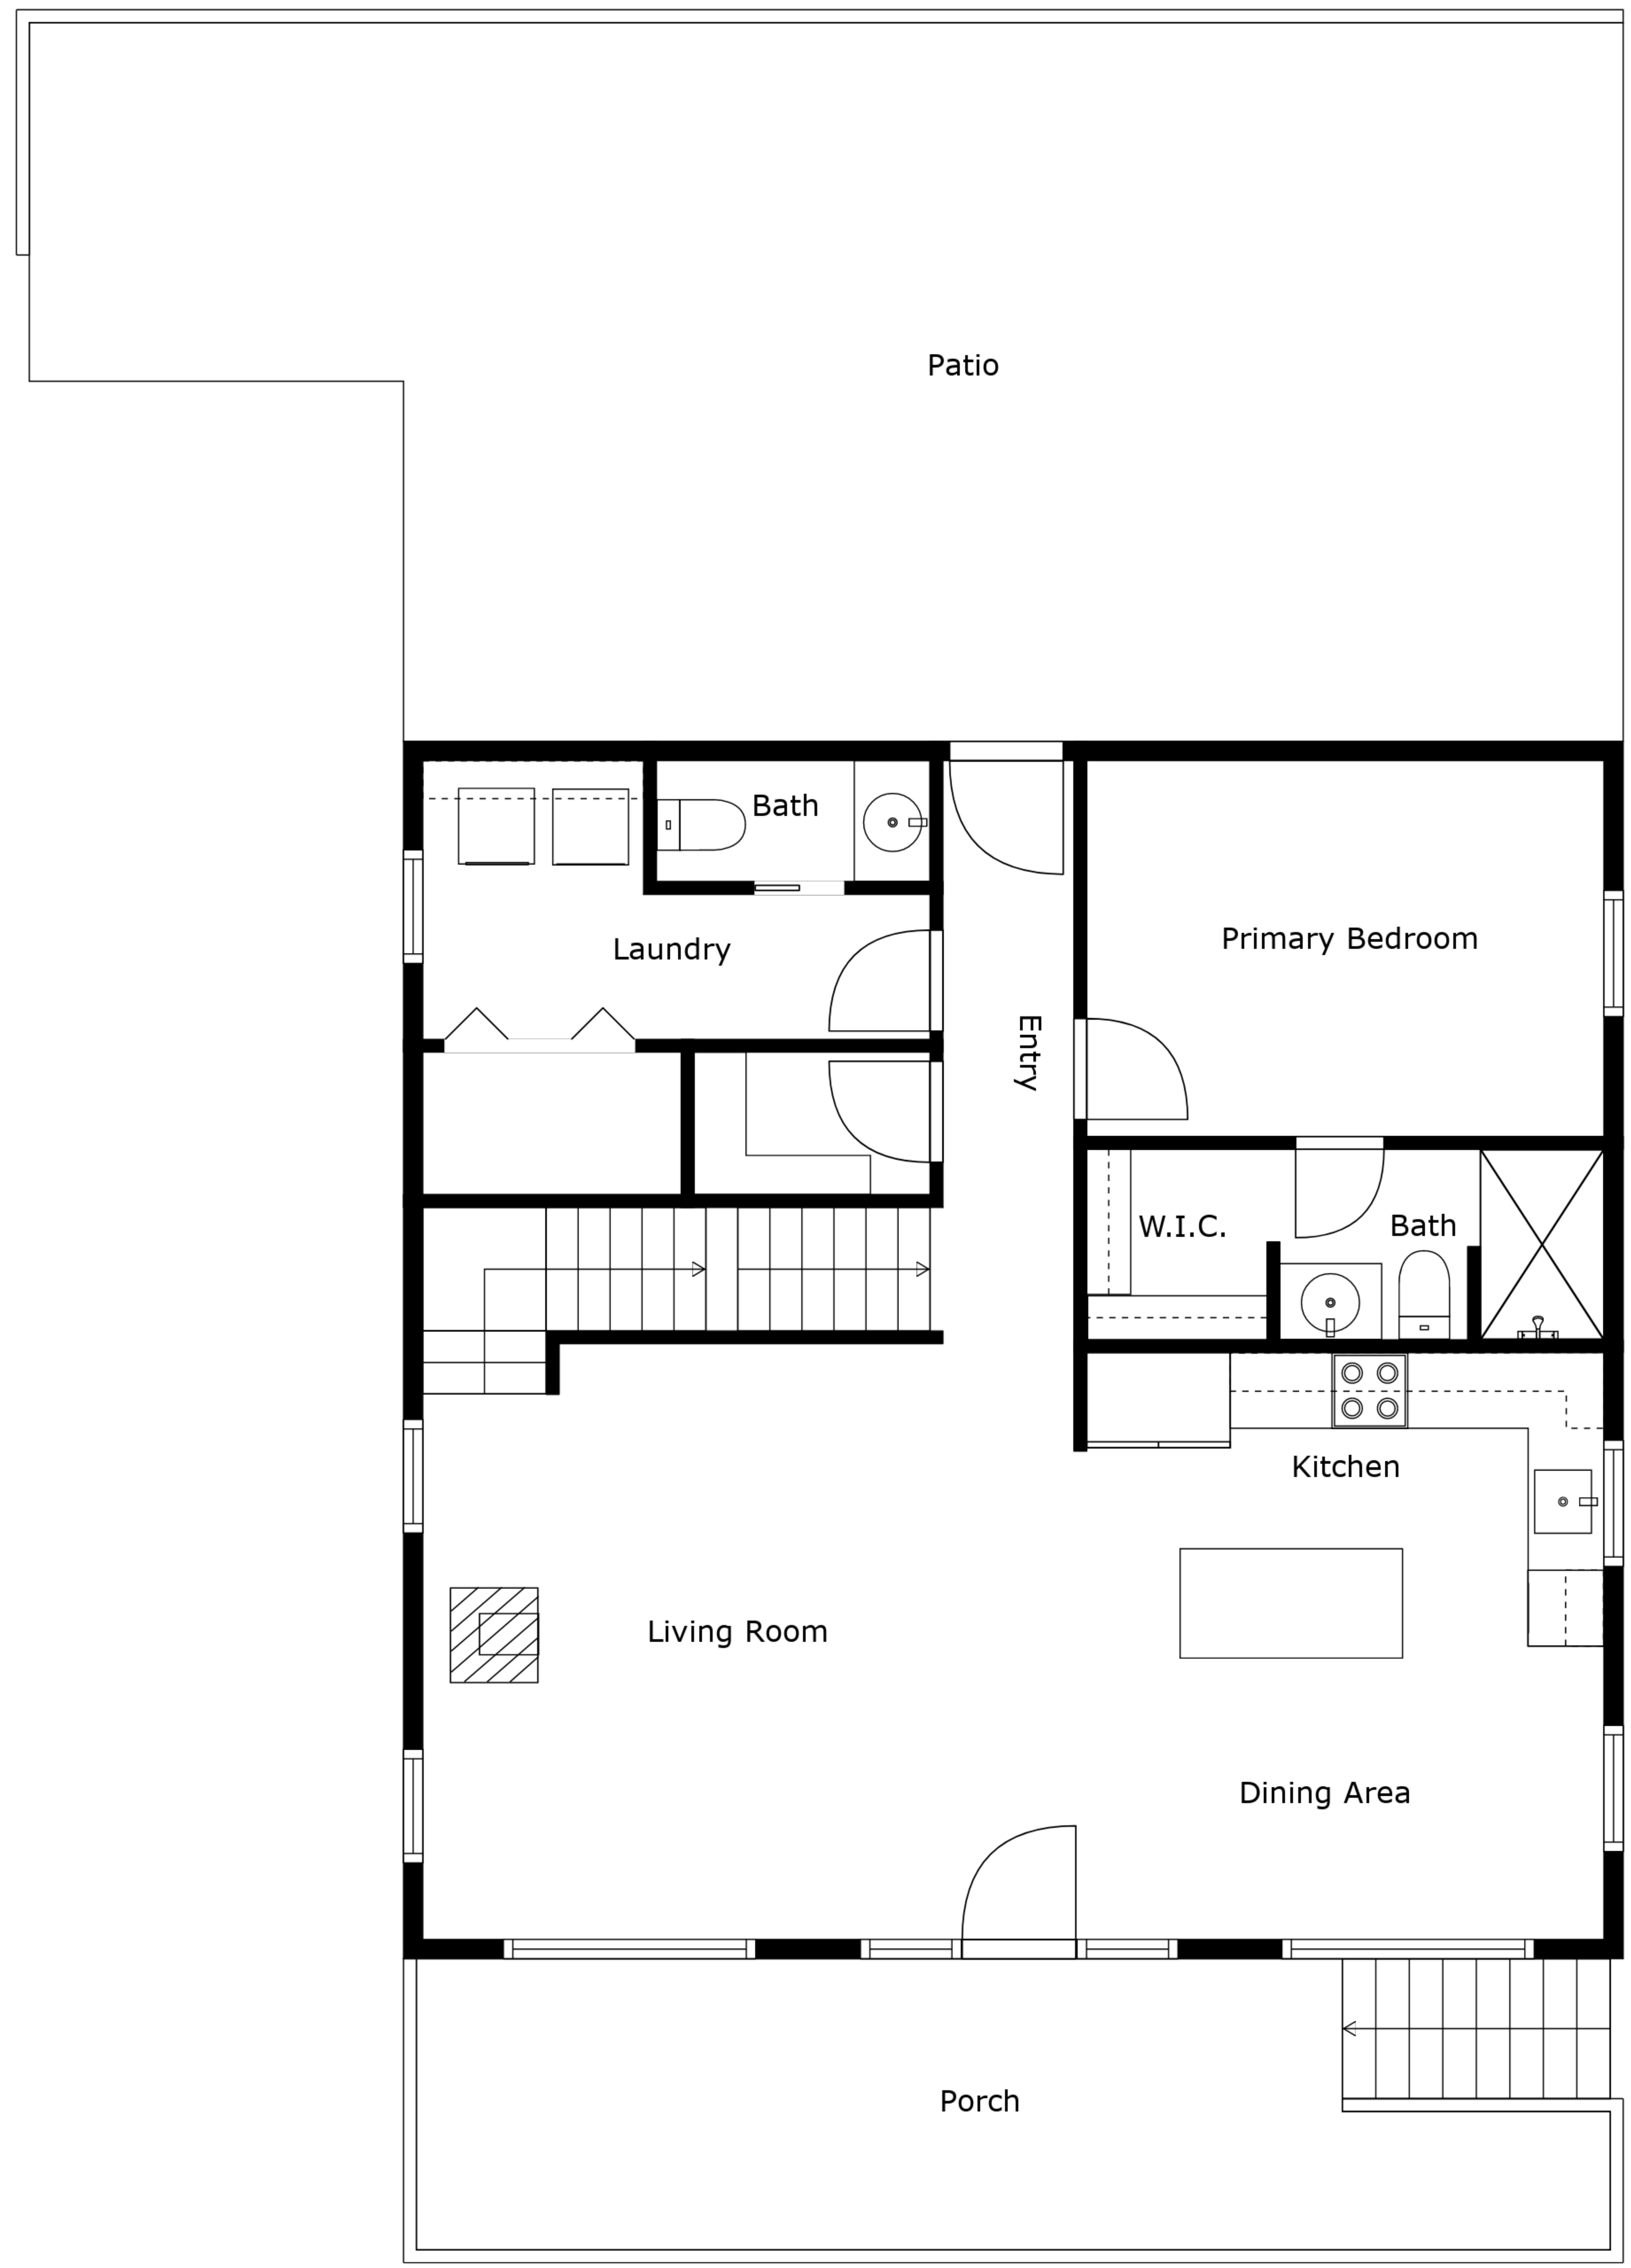 Patio
Bath
Laundry
Primary Bedroom
Entry
W.I.C.
Bath
Kitchen
Living Room
Dining Area
Porch